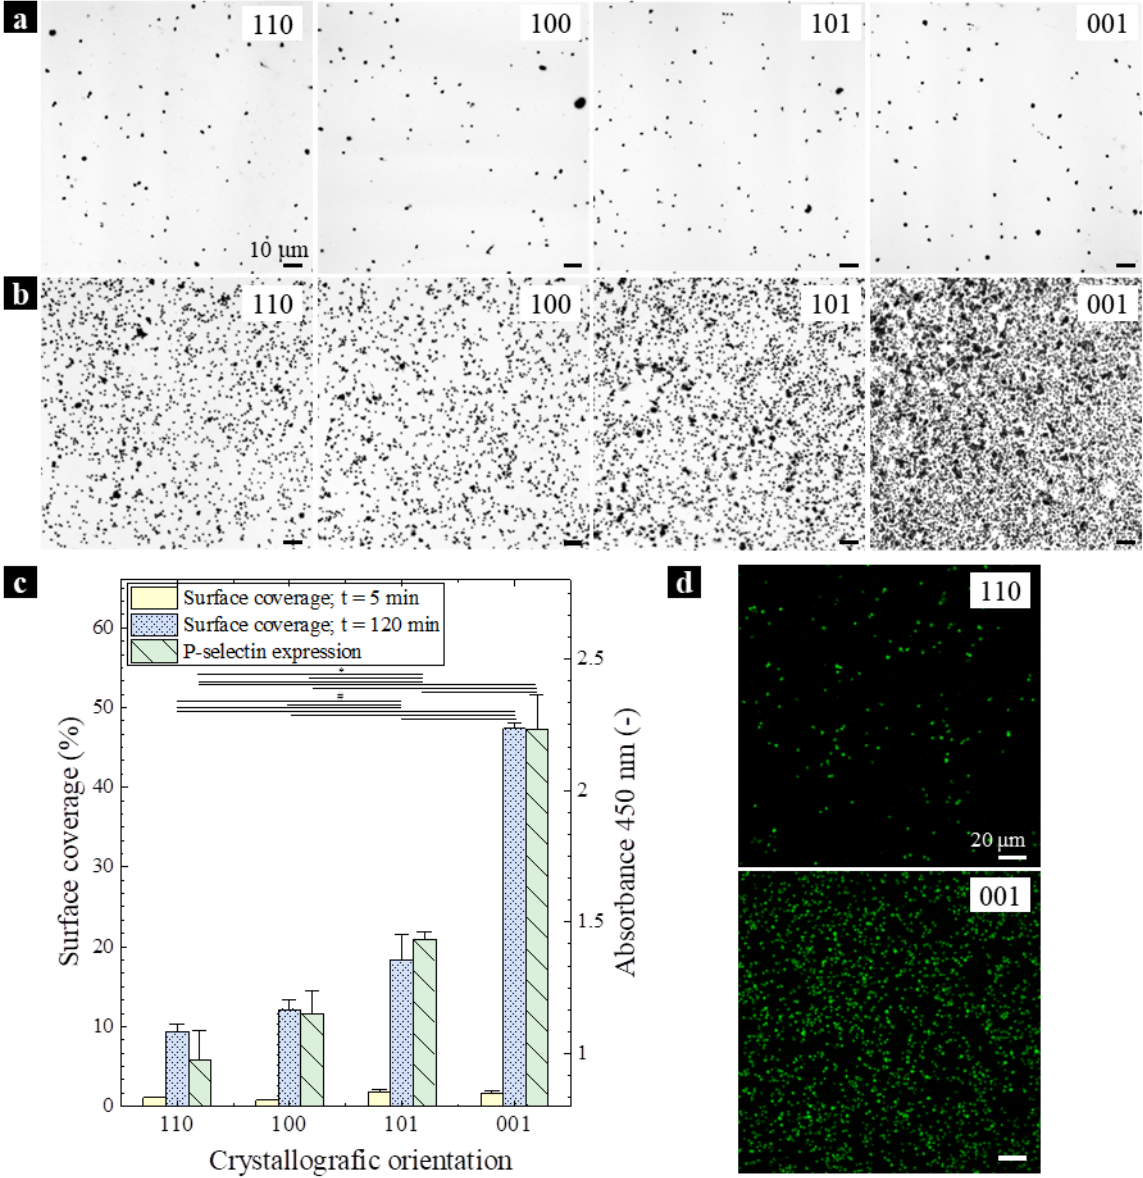 a
110
100
101
001
10 µm
b
110
100
101
001
c
Surface coverage; t = 5 min
Surface coverage; t = 120 min
P-selectin expression
*
#
60
50
40
30
20
10
0
Surface coverage (%)
2.5
2
1.5
1
Absorbance 450 nm (-)
110
100
101
001
Crystallografic orientation
d
110
20 µm
001